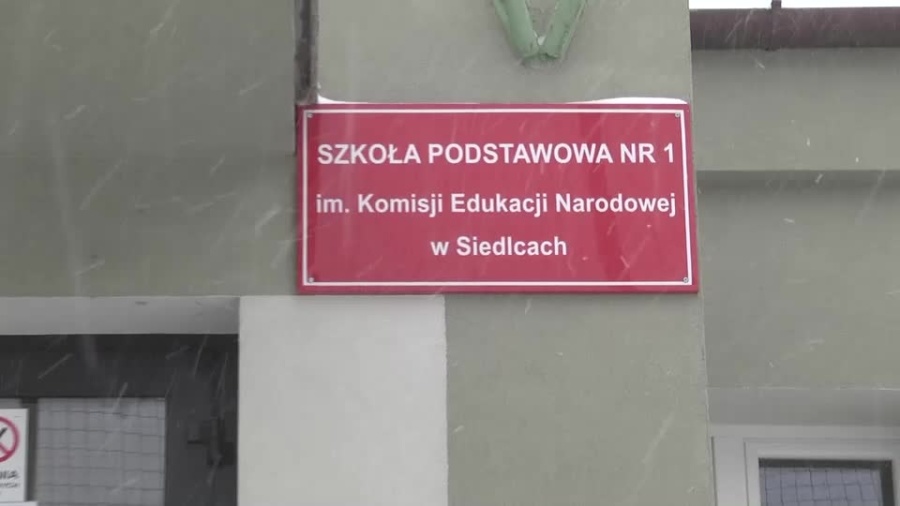 SZKOŁA PODSTAWOWA NR 1
im. Komisji Edukacji Narodowej
w Siedlcach